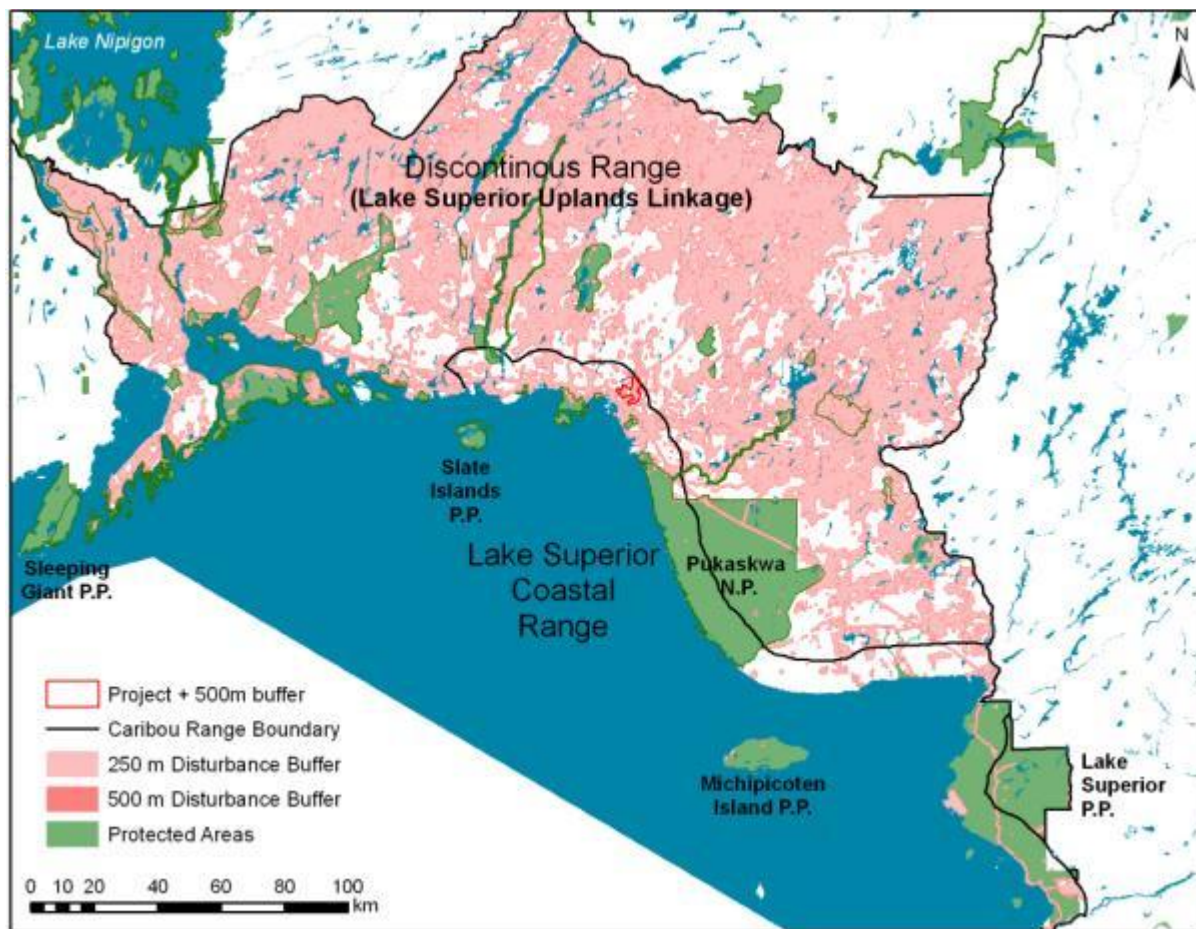 Lake Nipigon
N
Discontinous Range
(Lake Superior Uplands Linkage)
Slate
Islands
P.P.
Sleeping
Giant P.P.
Lake Superior
Coastal
Range
Pukaskwa
N.P.
Michipicoten
Island P.P.
Lake
Superior
P.P.
Project + 500m buffer
Caribou Range Boundary
250 m Disturbance Buffer
500 m Disturbance Buffer
Protected Areas
0 10 20 40 60 80 100
km